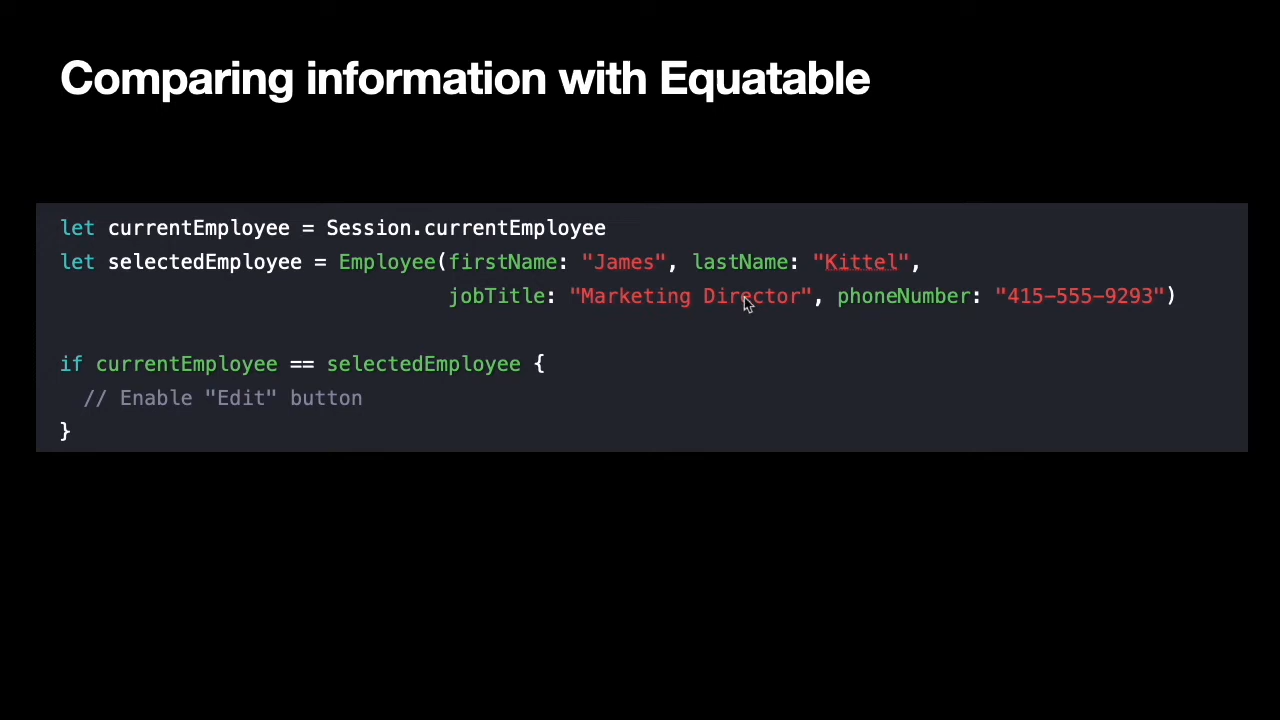 Comparing information with Equatable
let currentEmployee = Session.currentEmployee
let selectedEmployee = Employee(firstName: "James", lastName: "Kittel",
jobTitle: "Marketing Director", phoneNumber: "415-555-9293")
if currentEmployee == selectedEmployee {
// Enable "Edit" button
}